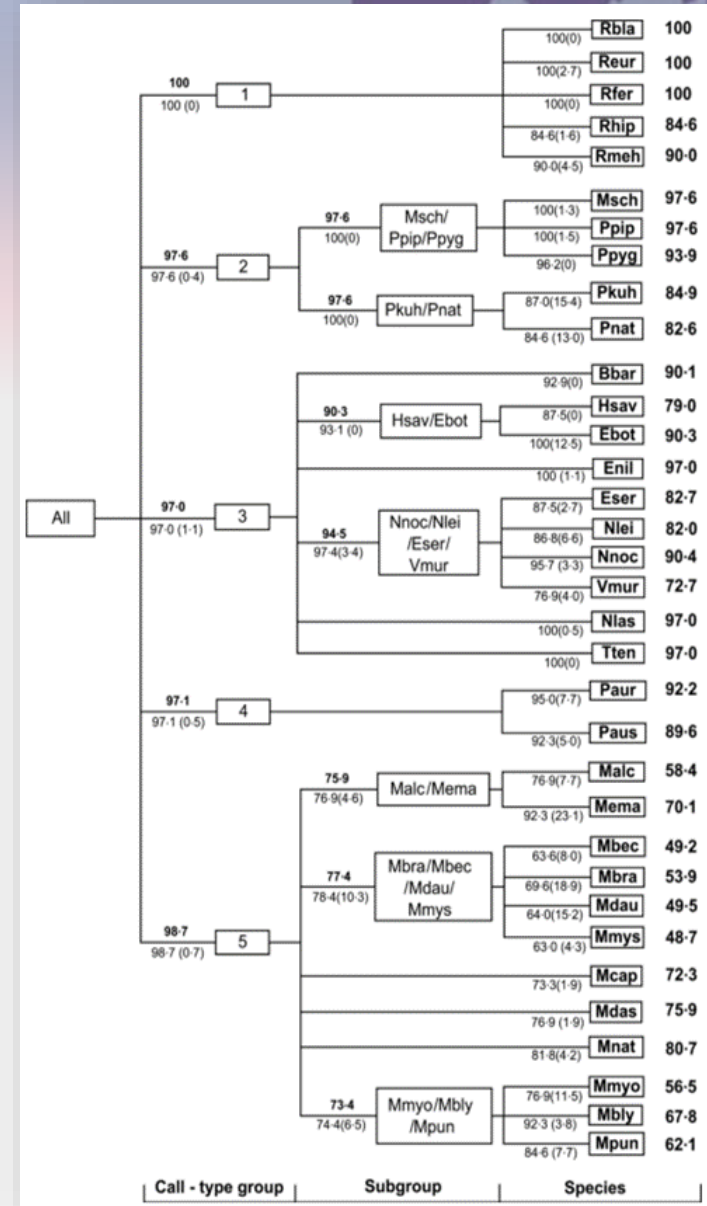 Rbla 100
100(0)
Reur 100
100(2·7)
100
1
Rfer 100
100 (0)
100(0)
Rhip 84·6
84·6(1·6)
Rmeh 90·0
90·0(4·5)
Msch 97·6
97·6
Msch/
Ppip/Ppyg
100(1·3)
100(0)
Ppip 97·6
100(1·5)
Ppyg 93·9
96·2(0)
97·6
2
97·6 (0·4)
97·6
Pkuh/Pnat
100(0)
Pkuh 84·9
87·0(15·4)
Pnat 82·6
84·6 (13·0)
Bbar 90·1
92·9(0)
90·3
Hsav/Ebot
93·1 (0)
Hsav 79·0
87·5(0)
Ebot 90·3
100(12·5)
Enil 97·0
100 (1·1)
All
97·0
3
97·0 (1·1)
94·5
97·4(3·4)
Nnoc/Nlei
/Eser/
Vmur
Eser 82·7
87·5(2·7)
Nlei 82·0
86·8(6·6)
Nnoc 90·4
95·7 (3·3)
Vmur 72·7
76·9(4·0)
Nlas 97·0
100(0·5)
Tten 97·0
100(0)
97·1
4
97·1 (0·5)
Paur 92·2
95·0(7·7)
Paus 89·6
92·3(5·0)
75·9
Malc/Mema
76·9(4·6)
Malc 58·4
76·9(7·7)
Mema 70·1
92·3 (23·1)
98·7
5
98·7 (0·7)
77·4
78·4(10·3)
Mbra/Mbec
/Mdau/
Mmys
Mbec 49·2
63·6(8·0)
Mbra 53·9
69·6(18·9)
Mdau 49·5
64·0(15·2)
Mmys 48·7
63·0 (4·3)
Mcap 72·3
73·3(1·9)
Mdas 75·9
76·9 (1·9)
Mnat 80·7
81·8(4·2)
73·4
74·4(6·5)
Mmyo/Mbly
/Mpun
Mmyo 56·5
76·9(11·5)
Mbly 67·8
92·3 (3·8)
Mpun 62·1
84·6 (7·7)
Call - type group Subgroup Species